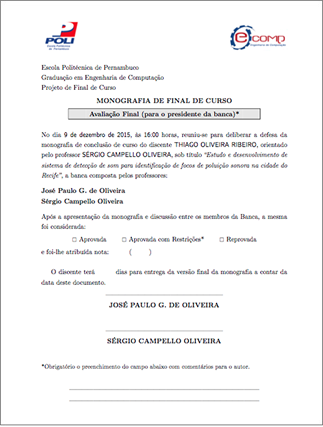 POLI
Escola Politécnica de Pernambuco
ecomp
Engenharia da Computação
Escola Politécnica de Pernambuco
Graduação em Engenharia de Computação
Projeto de Final de Curso
MONOGRAFIA DE FINAL DE CURSO
Avaliação Final (para o presidente da banca)*
No dia 9 de dezembro de 2015, às 16:00 horas, reuniu-se para deliberar a defesa da
monografia de conclusão de curso do discente THIAGO OLIVEIRA RIBEIRO, orientado
pelo professor SÉRGIO CAMPELLO OLIVEIRA, sob título "Estudo e desenvolvimento de
sistema de detecção de som para identificação de focos de poluição sonora na cidade do
Recife", a banca composta pelos professores:
José Paulo G. de Oliveira
Sérgio Campello Oliveira
Após a apresentação da monografia e discussão entre os membros da Banca, a mesma
foi considerada:
□ Aprovada □ Aprovada com Restrições* □ Reprovada
e foi-lhe atribuída nota: ( )
O discente terá dias para entrega da versão final da monografia a contar da
data deste documento.
JOSÉ PAULO G. DE OLIVEIRA
SÉRGIO CAMPELLO OLIVEIRA
*Obrigatório o preenchimento do campo abaixo com comentários para o autor.